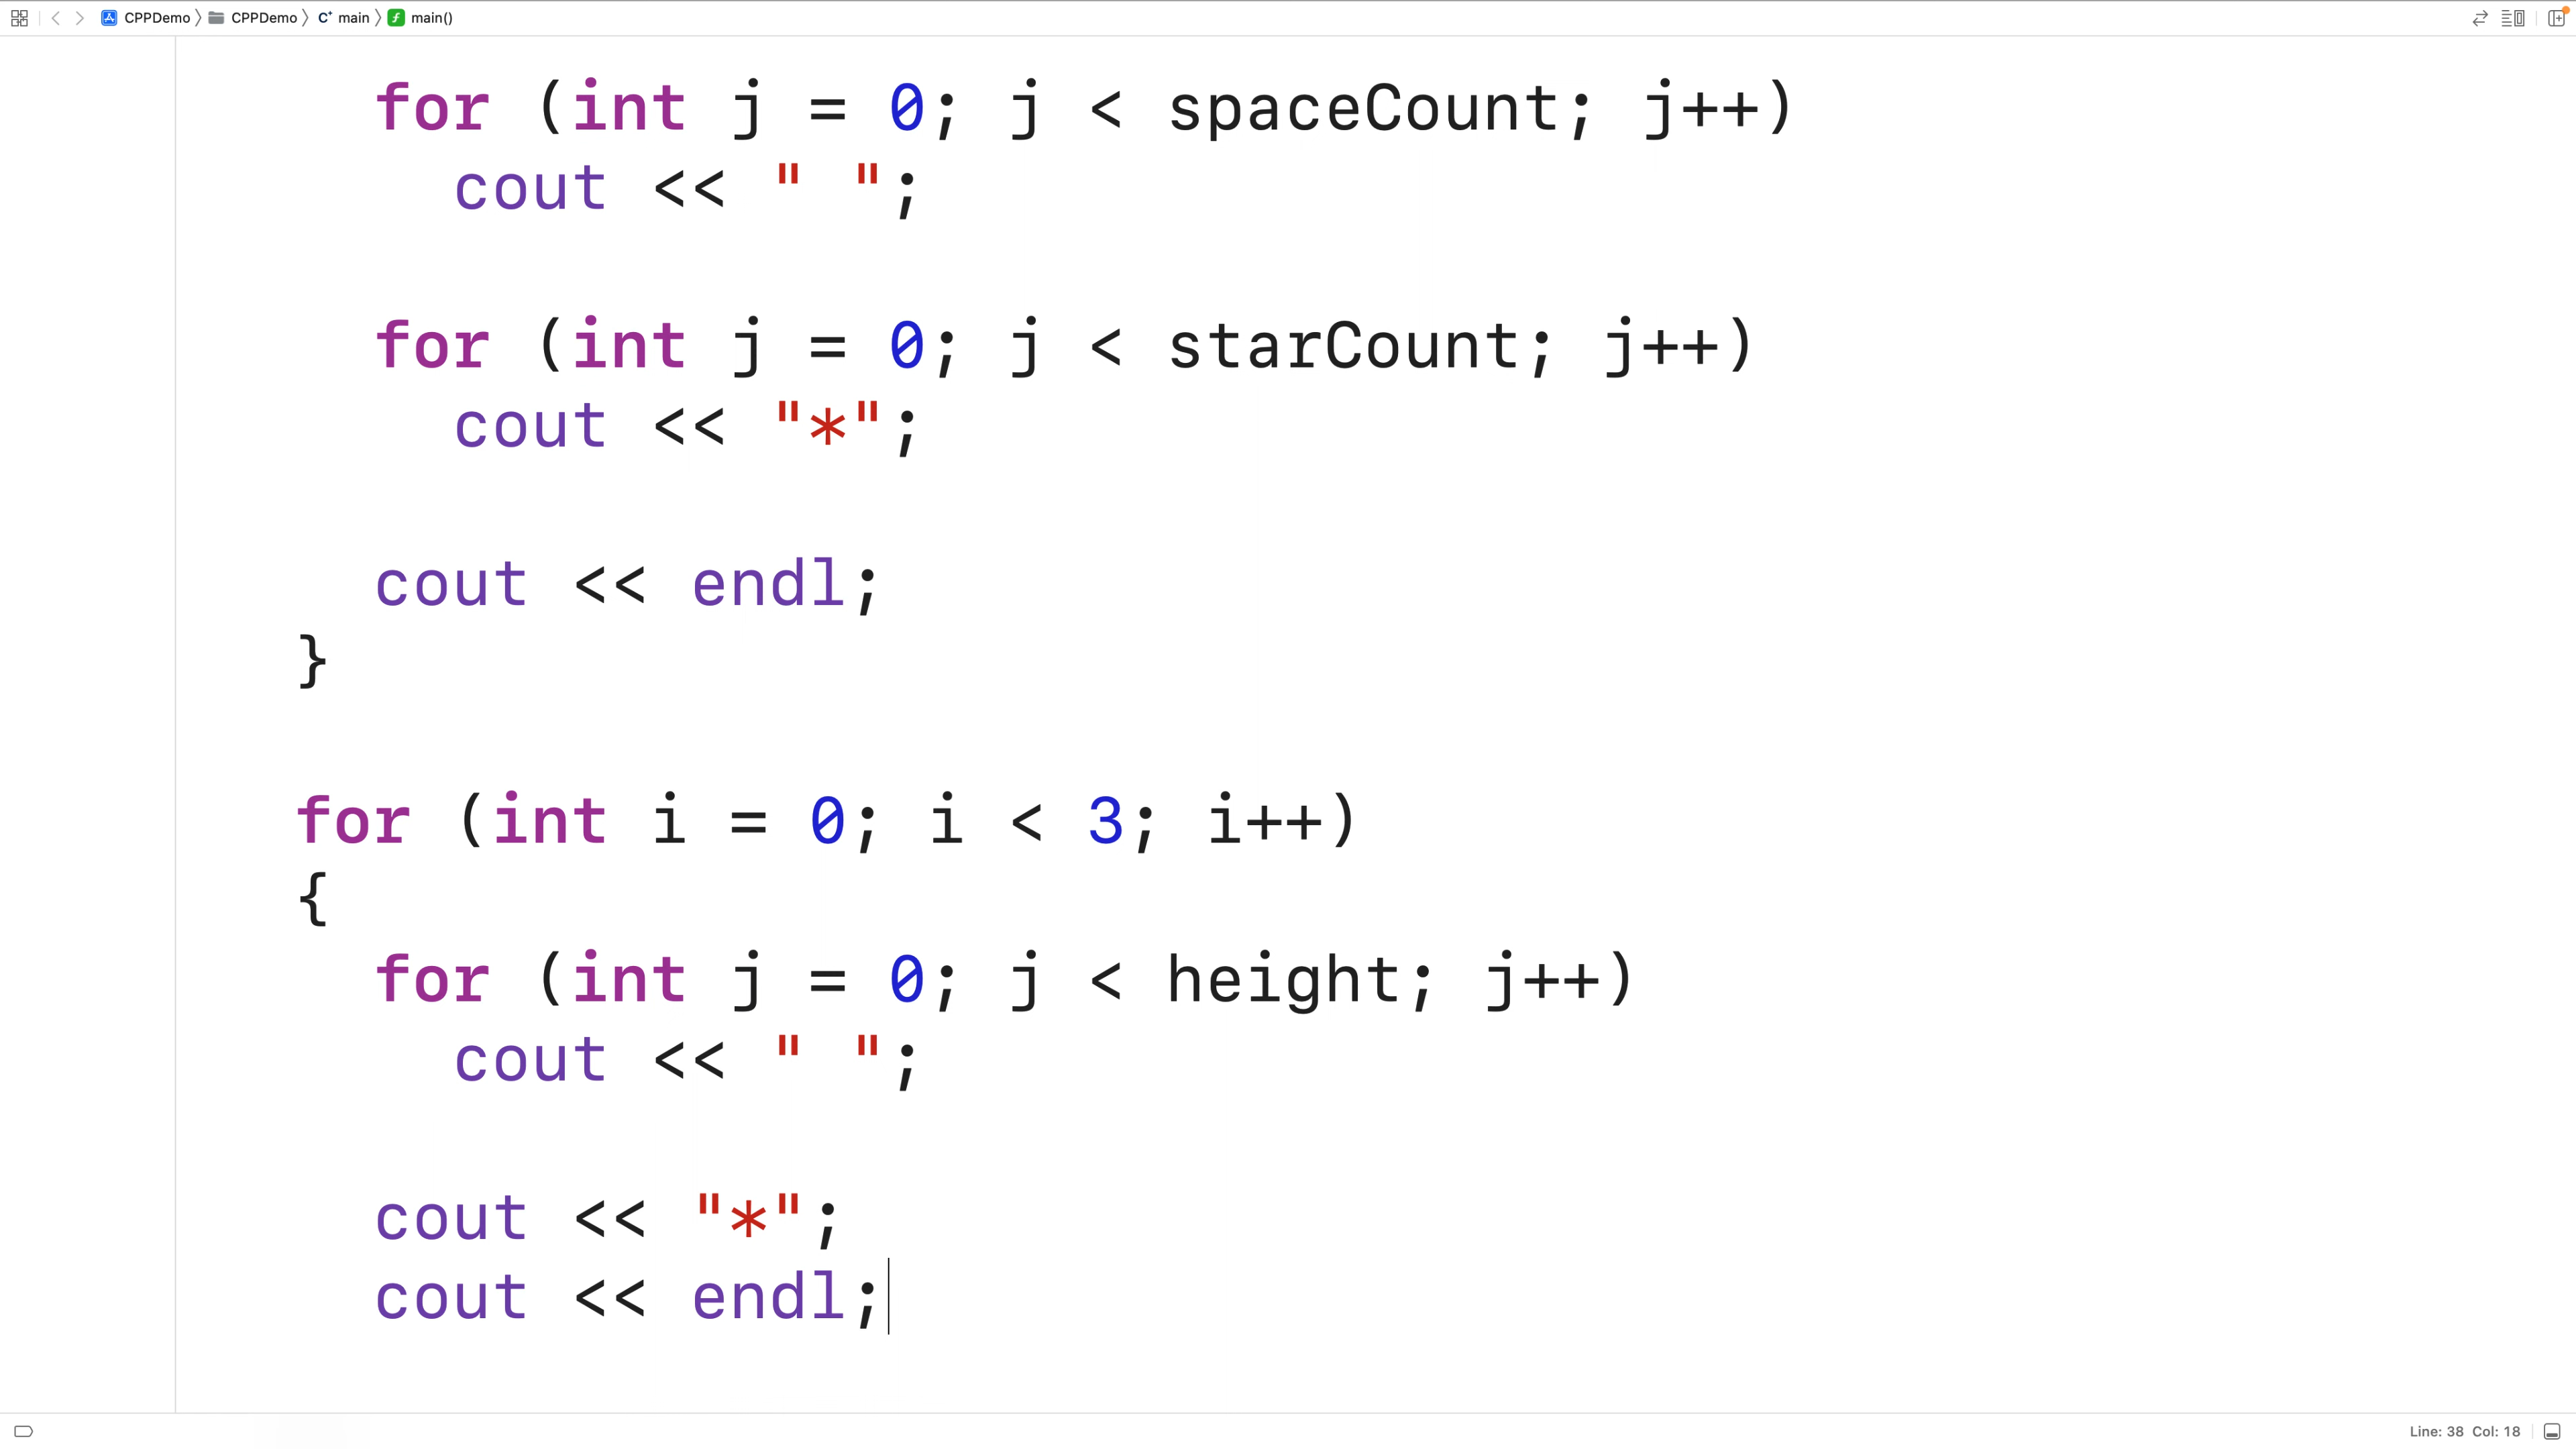 CPPDemo CPPDemo C+ main f main()
for (int j = 0; j < spaceCount; j++)
cout << " ";
for (int j = 0; j < starCount; j++)
cout << "*";
cout << endl;
}
for (int i = 0; i < 3; i++)
{
for (int j = 0; j < height; j++)
cout << " ";
cout << "*";
cout << endl;
Line: 38 Col: 18